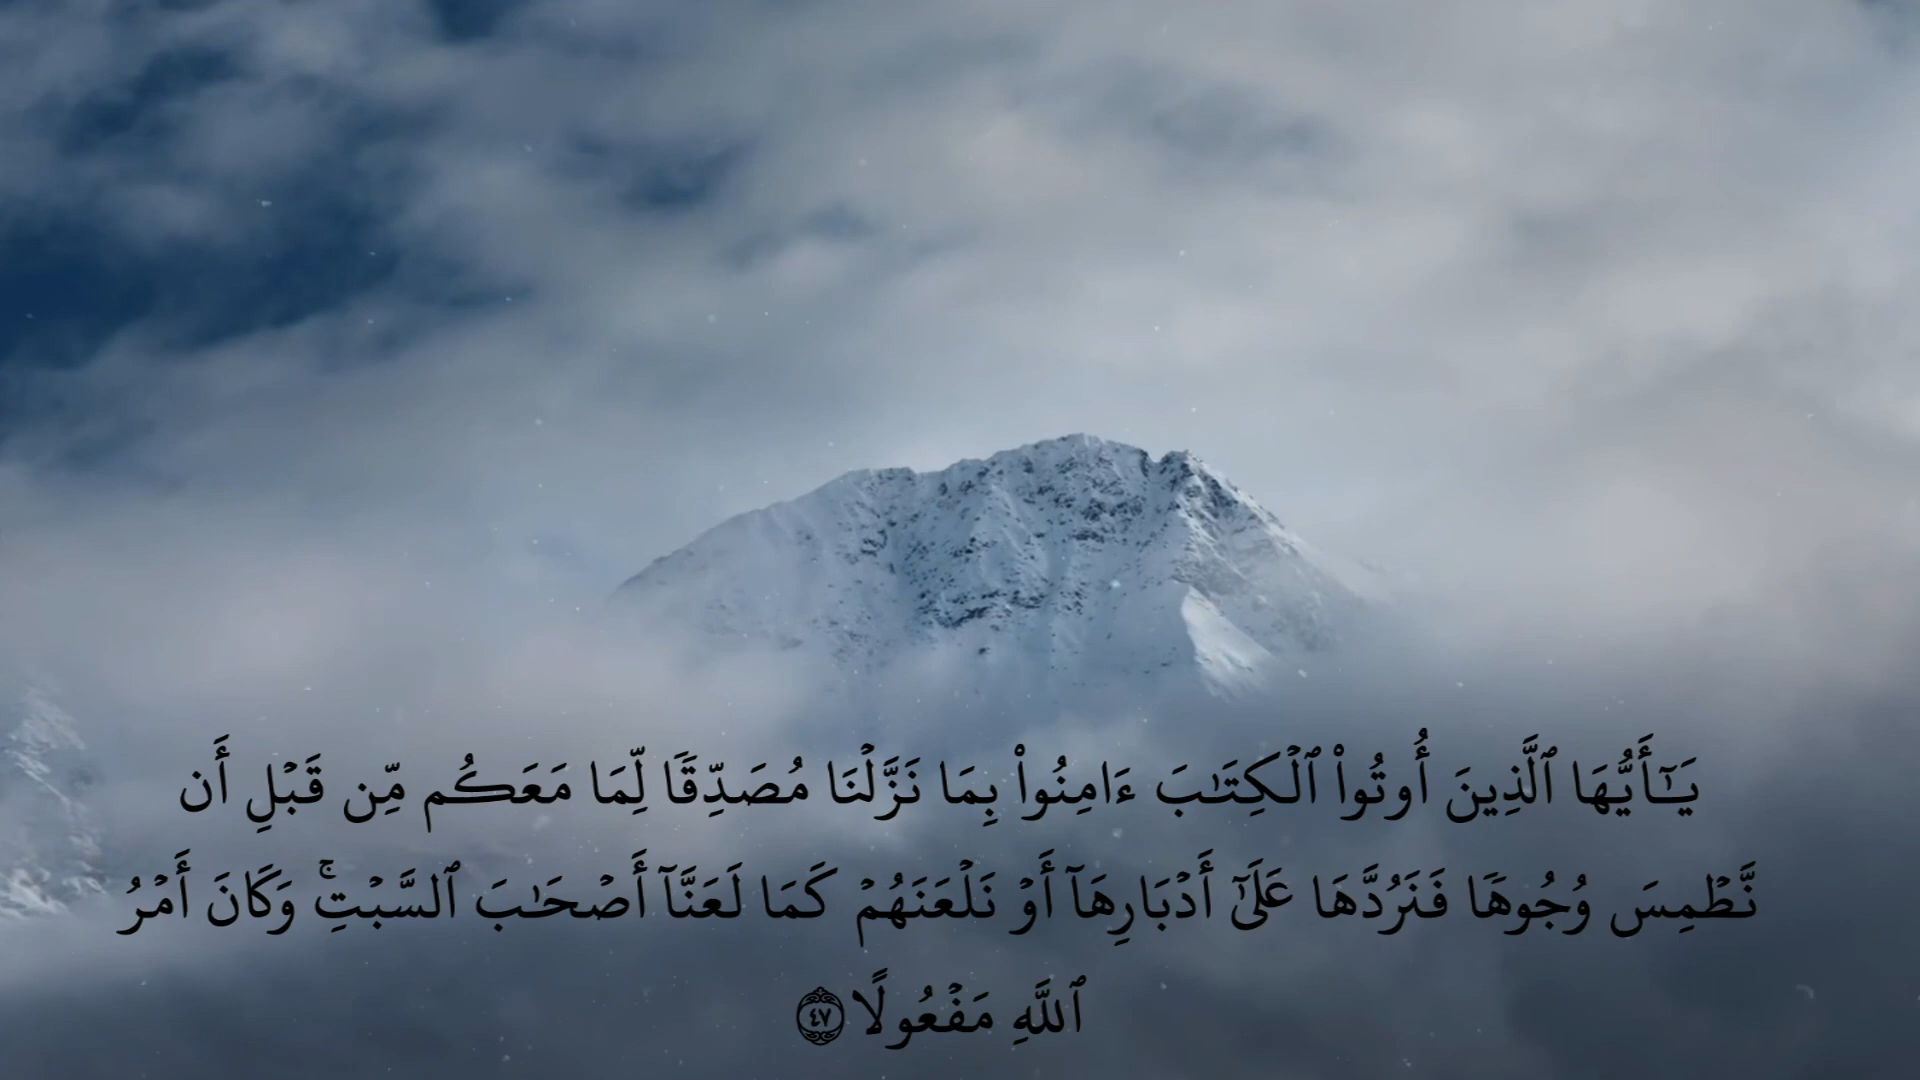 يَـٰٓأَيُّهَا ٱلَّذِينَ أُوتُوا۟ ٱلْكِتَـٰبَ ءَامِنُوا۟ بِمَا نَزَّلْنَا مُصَدِّقًا لِّمَا مَعَكُم مِّن قَبْلِ أَن
نَّطْمِسَ وُجُوهًا فَنَرُدَّهَا عَلَىٰٓ أَدْبَارِهَآ أَوْ نَلْعَنَهُمْ كَمَا لَعَنَّآ أَصْحَـٰبَ ٱلسَّبْتِ ۚ وَكَانَ أَمْرُ
ٱللَّهِ مَفْعُولًا ٤٧